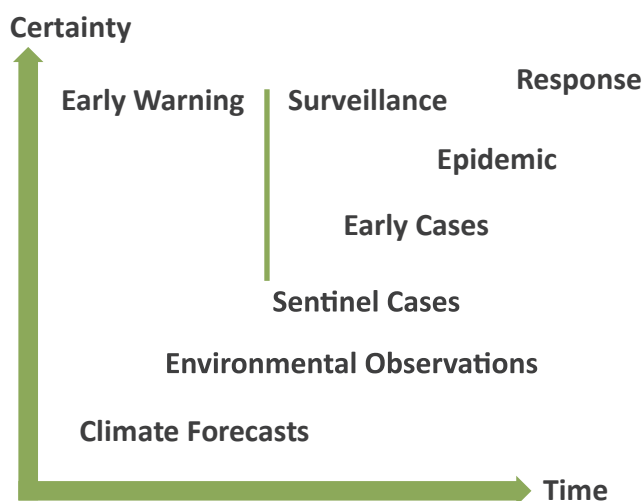 Certainty
Response
Early Warning
Surveillance
Epidemic
Early Cases
Sentinel Cases
Environmental Observations
Climate Forecasts
Time